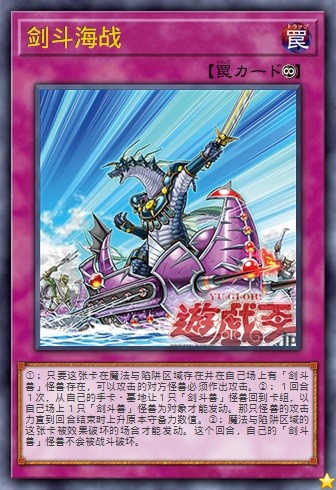 剑斗海战
トラップ
罠
【罠カード】
YU-GI-OH!
遊戯王
①：只要这张卡在魔法与陷阱区域存在并在自己场上有「剑斗
兽」怪兽存在，可以攻击的对方怪兽必须作出攻击。②：1回合
1次，从自己的手卡·墓地让1只「剑斗兽」怪兽回到卡组，以
自己场上1只「剑斗兽」怪兽为对象才能发动。那只怪兽的攻击
力直到回合结束时上升原本守备力数值。③：魔法与陷阱区域的
这张卡被效果破坏的场合才能发动。这个回合，自己的「剑斗
兽」怪兽不会被战斗破坏。